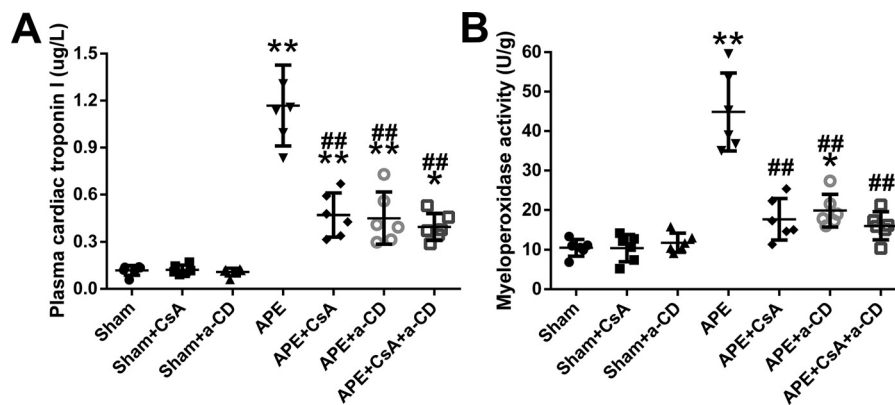 A
Plasma cardiac troponin I (ug/L)
1.5
1.2
0.9
0.6
0.3
0.0
**
##
**
##
**
##
*
Sham
Sham+CsA
Sham+a-CD
APE
APE+CsA
APE+a-CD
APE+CsA+a-CD
B
Myeloperoxidase activity (U/g)
60
50
40
30
20
10
0
**
##
##
*
##
Sham
Sham+CsA
Sham+a-CD
APE
APE+CsA
APE+a-CD
APE+CsA+a-CD